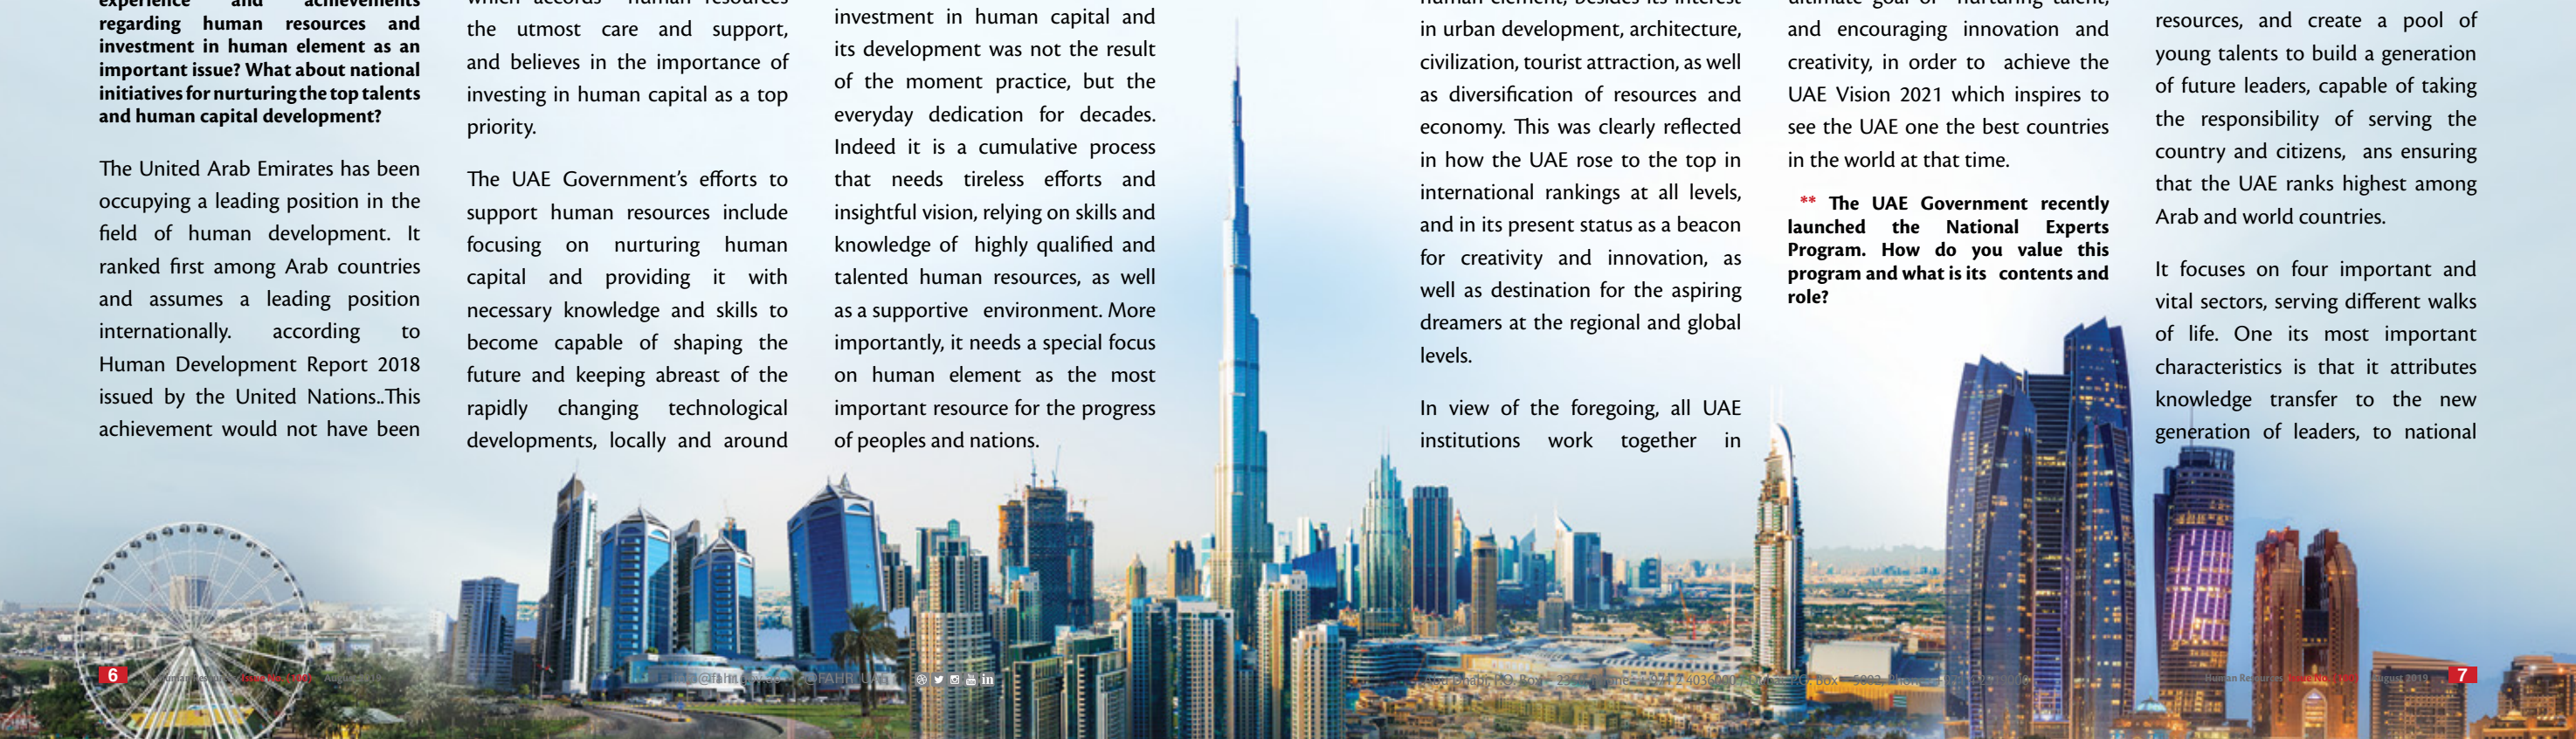 experience and achievements
regarding human resources and
investment in human element as an
important issue? What about national
initiatives for nurturing the top talents
and human capital development?
The United Arab Emirates has been
occupying a leading position in the
field of human development. It
ranked first among Arab countries
and assumes a leading position
internationally. according to
Human Development Report 2018
issued by the United Nations..This
achievement would not have been
which accords human resources
the utmost care and support,
and believes in the importance of
investing in human capital as a top
priority.
The UAE Government's efforts to
support human resources include
focusing on nurturing human
capital and providing it with
necessary knowledge and skills to
become capable of shaping the
future and keeping abreast of the
rapidly changing technological
developments, locally and around
investment in human capital and
its development was not the result
of the moment practice, but the
everyday dedication for decades.
Indeed it is a cumulative process
that needs tireless efforts and
insightful vision, relying on skills and
knowledge of highly qualified and
talented human resources, as well
as a supportive environment. More
importantly, it needs a special focus
on human element as the most
important resource for the progress
of peoples and nations.
human element, besides its interest
in urban development, architecture,
civilization, tourist attraction, as well
as diversification of resources and
economy. This was clearly reflected
in how the UAE rose to the top in
international rankings at all levels,
and in its present status as a beacon
for creativity and innovation, as
well as destination for the aspiring
dreamers at the regional and global
levels.
In view of the foregoing, all UAE
institutions work together in
ultimate goal of nurturing talent,
and encouraging innovation and
creativity, in order to achieve the
UAE Vision 2021 which inspires to
see the UAE one the best countries
in the world at that time.
** The UAE Government recently
launched the National Experts
Program. How do you value this
program and what is its contents and
role?
resources, and create a pool of
young talents to build a generation
of future leaders, capable of taking
the responsibility of serving the
country and citizens, ans ensuring
that the UAE ranks highest among
Arab and world countries.
It focuses on four important and
vital sectors, serving different walks
of life. One its most important
characteristics is that it attributes
knowledge transfer to the new
generation of leaders, to national
6
Human Resources August 2019
7